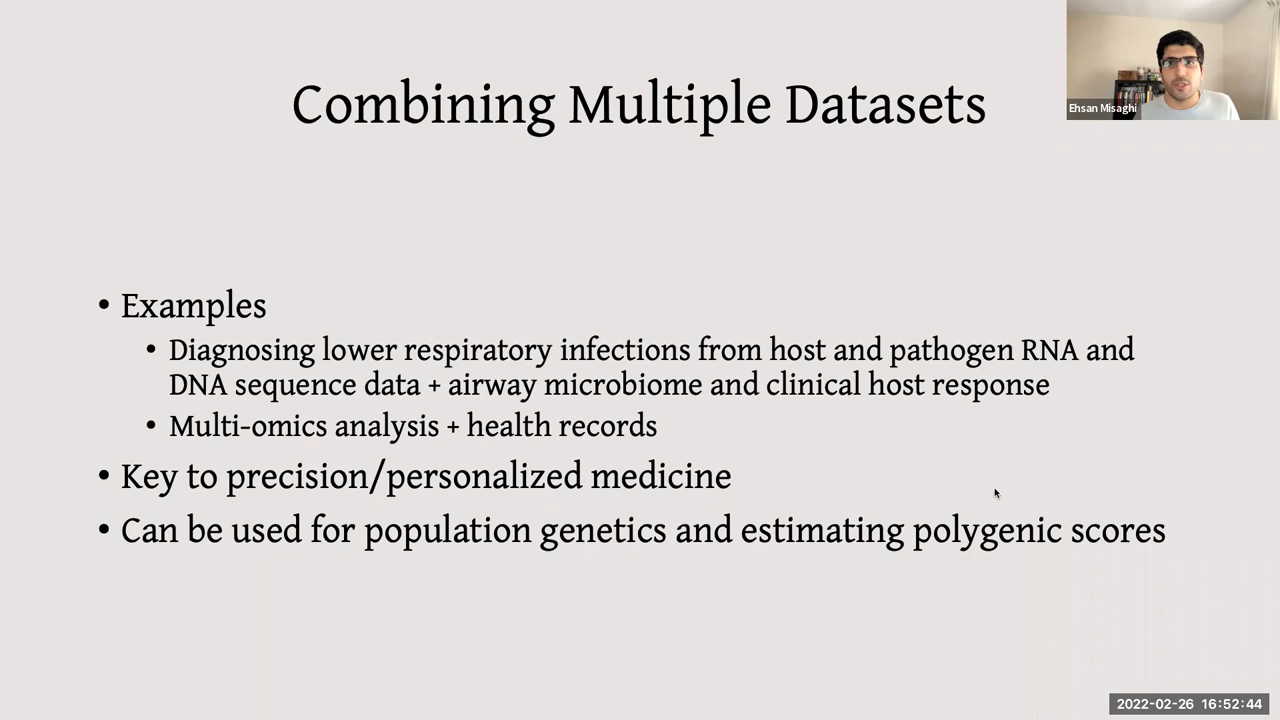 Combining Multiple Datasets
Ehsan Misaghi
• Examples
• Diagnosing lower respiratory infections from host and pathogen RNA and
DNA sequence data + airway microbiome and clinical host response
• Multi-omics analysis + health records
• Key to precision/personalized medicine
• Can be used for population genetics and estimating polygenic scores
2022-02-26 16:52:44